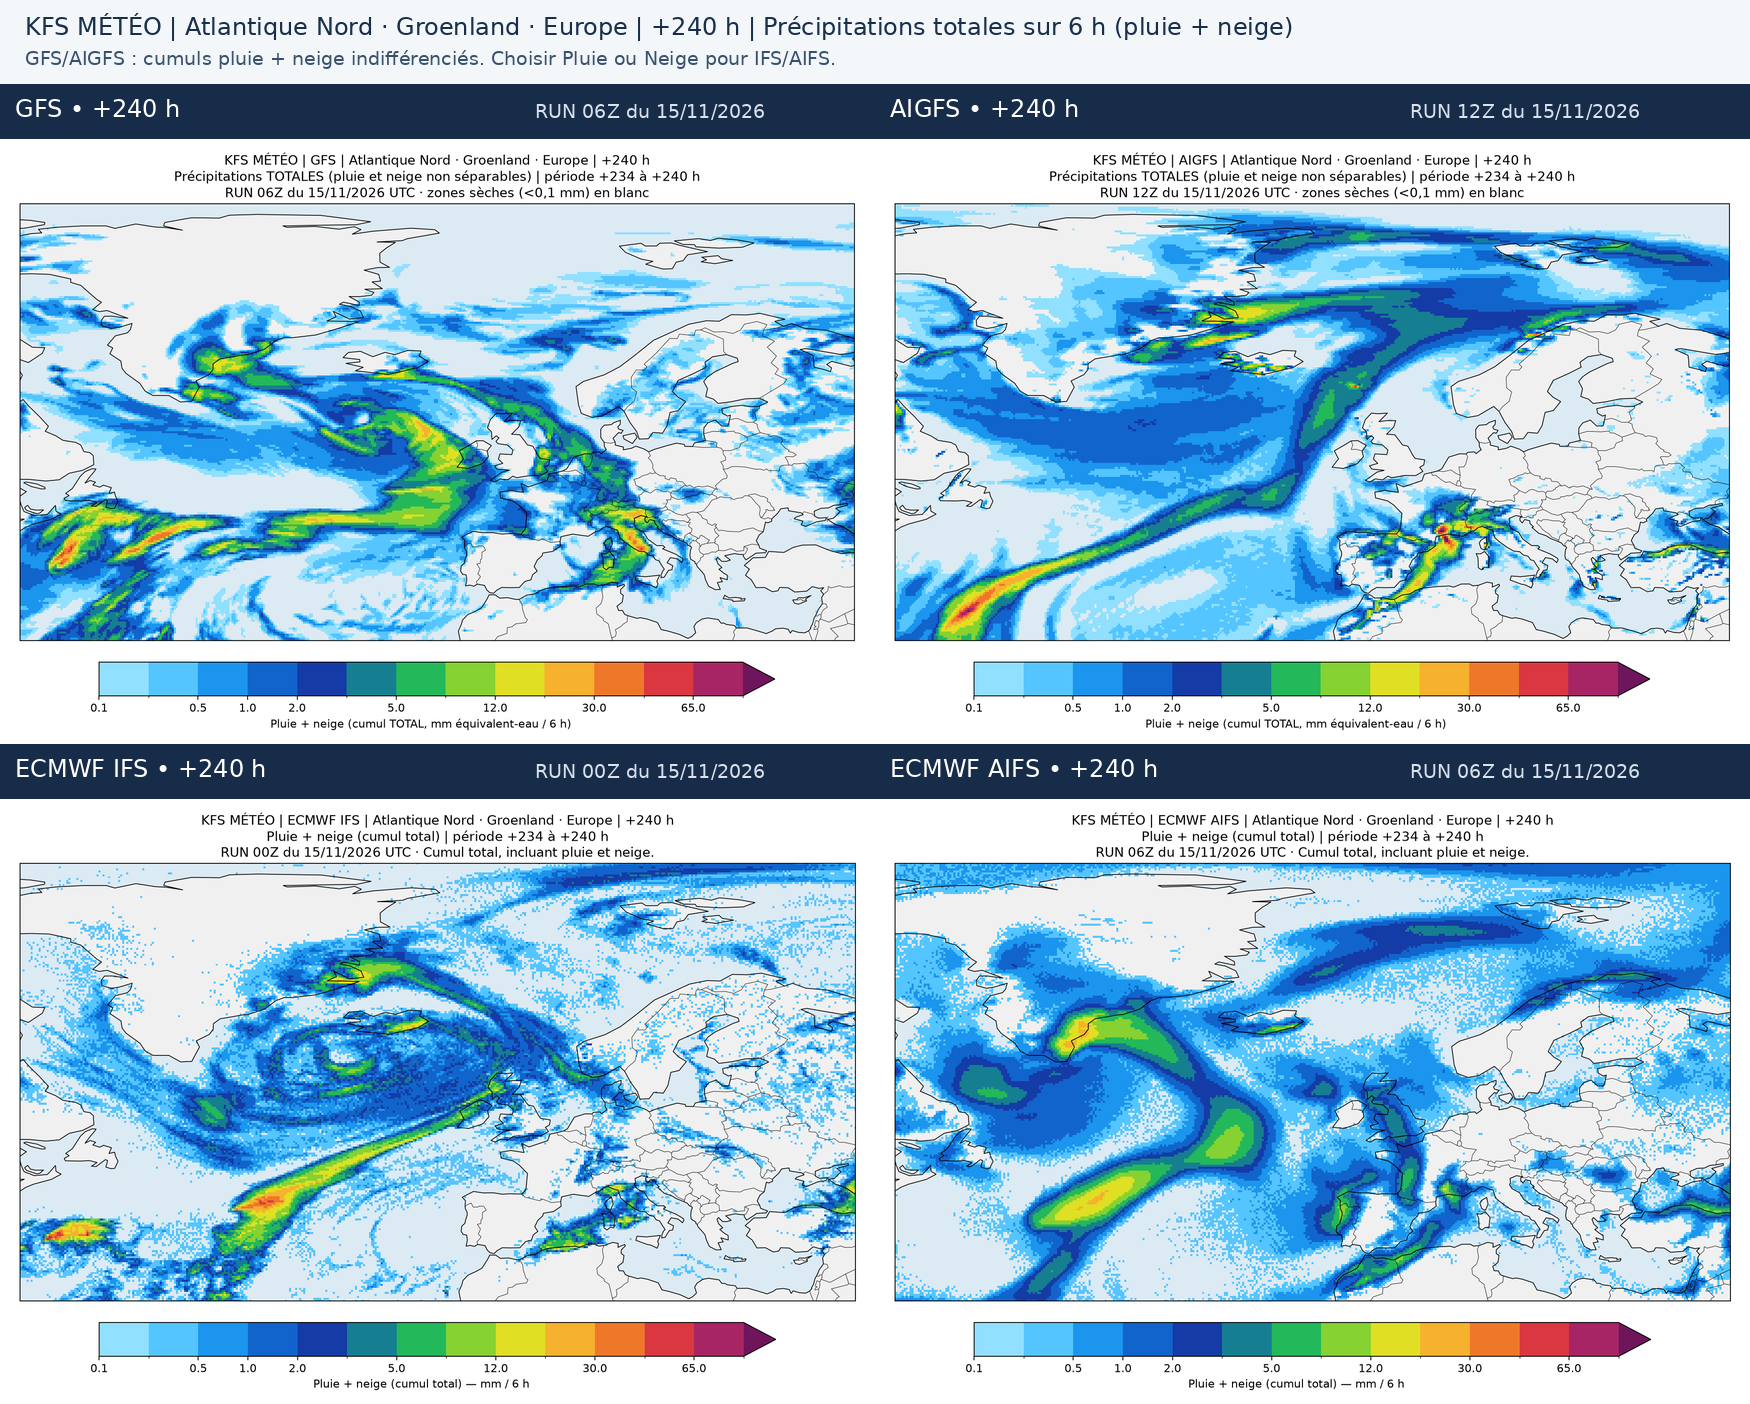 KFS MÉTÉO | Atlantique Nord · Groenland · Europe | +240 h | Précipitations totales sur 6 h (pluie + neige)
GFS/AIGFS : cumuls pluie + neige indifférenciés. Choisir Pluie ou Neige pour IFS/AIFS.
GFS • +240 h
RUN 06Z du 15/11/2026
KFS MÉTÉO | GFS | Atlantique Nord · Groenland · Europe | +240 h
Précipitations TOTALES (pluie et neige non séparables) | période +234 à +240 h
RUN 06Z du 15/11/2026 UTC · zones sèches (<0,1 mm) en blanc
0.1 0.5 1.0 2.0 5.0 12.0 30.0 65.0
Pluie + neige (cumul TOTAL, mm équivalent-eau / 6 h)
AIGFS • +240 h
RUN 12Z du 15/11/2026
KFS MÉTÉO | AIGFS | Atlantique Nord · Groenland · Europe | +240 h
Précipitations TOTALES (pluie et neige non séparables) | période +234 à +240 h
RUN 12Z du 15/11/2026 UTC · zones sèches (<0,1 mm) en blanc
0.1 0.5 1.0 2.0 5.0 12.0 30.0 65.0
Pluie + neige (cumul TOTAL, mm équivalent-eau / 6 h)
ECMWF IFS • +240 h
RUN 00Z du 15/11/2026
KFS MÉTÉO | ECMWF IFS | Atlantique Nord · Groenland · Europe | +240 h
Pluie + neige (cumul total) | période +234 à +240 h
RUN 00Z du 15/11/2026 UTC · Cumul total, incluant pluie et neige.
0.1 0.5 1.0 2.0 5.0 12.0 30.0 65.0
Pluie + neige (cumul total) — mm / 6 h
ECMWF AIFS • +240 h
RUN 06Z du 15/11/2026
KFS MÉTÉO | ECMWF AIFS | Atlantique Nord · Groenland · Europe | +240 h
Pluie + neige (cumul total) | période +234 à +240 h
RUN 06Z du 15/11/2026 UTC · Cumul total, incluant pluie et neige.
0.1 0.5 1.0 2.0 5.0 12.0 30.0 65.0
Pluie + neige (cumul total) — mm / 6 h